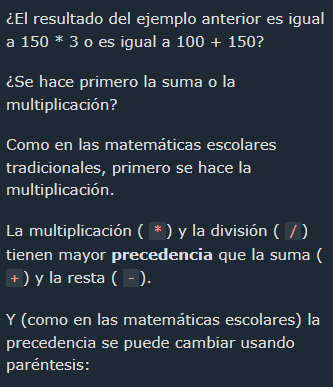 ¿El resultado del ejemplo anterior es igual
a 150 * 3 o es igual a 100 + 150?
¿Se hace primero la suma o la
multiplicación?
Como en las matemáticas escolares
tradicionales, primero se hace la
multiplicación.
La multiplicación ( *) y la división ( /)
tienen mayor precedencia que la suma (
+) y la resta ( -).
Y (como en las matemáticas escolares) la
precedencia se puede cambiar usando
paréntesis: